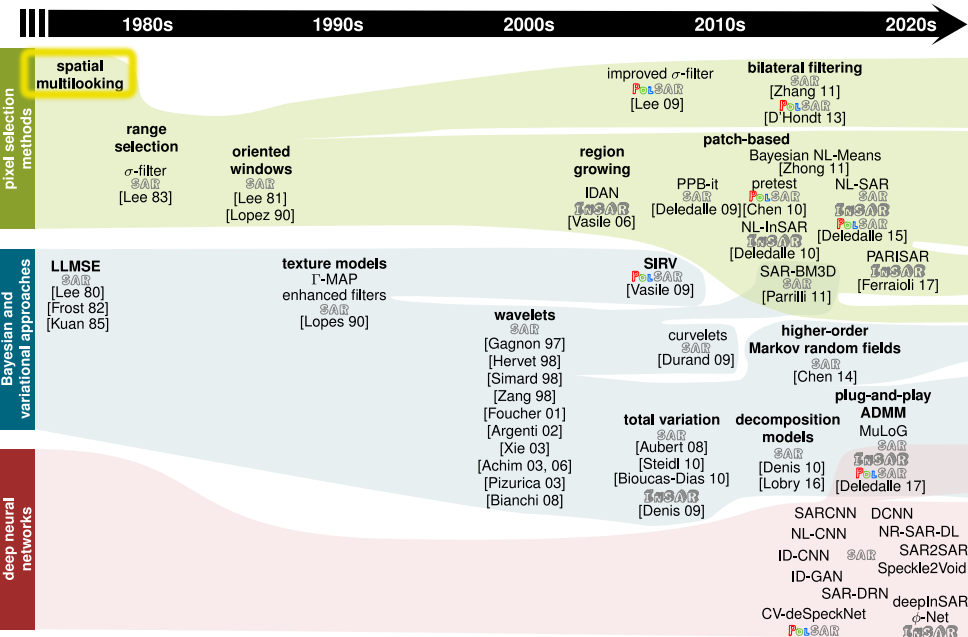 1980s 1990s 2000s 2010s 2020s
pixel selection
methods
spatial
multilooking
range
selection
σ-filter
SAR
[Lee 83]
oriented
windows
SAR
[Lee 81]
[Lopez 90]
improved σ-filter
PolSAR
[Lee 09]
bilateral filtering
SAR
[Zhang 11]
PolSAR
[D'Hondt 13]
region
growing
IDAN
InSAR
[Vasile 06]
patch-based
Bayesian NL-Means
[Zhong 11]
PPB-it
SAR
[Deledalle 09]
pretest
PolSAR
[Chen 10]
NL-SAR
SAR
InSAR
PolSAR
[Deledalle 15]
NL-InSAR
InSAR
[Deledalle 10]
SAR-BM3D
SAR
[Parrilli 11]
PARISAR
InSAR
[Ferraioli 17]
Bayesian and
variational approaches
LLMSE
SAR
[Lee 80]
[Frost 82]
[Kuan 85]
texture models
Γ-MAP
enhanced filters
SAR
[Lopes 90]
SIRV
PolSAR
[Vasile 09]
wavelets
SAR
[Gagnon 97]
[Hervet 98]
[Simard 98]
[Zang 98]
[Foucher 01]
[Argenti 02]
[Xie 03]
[Achim 03, 06]
[Pizurica 03]
[Bianchi 08]
curvelets
SAR
[Durand 09]
higher-order
Markov random fields
SAR
[Chen 14]
total variation
SAR
[Aubert 08]
[Steidl 10]
[Bioucas-Dias 10]
InSAR
[Denis 09]
decomposition
models
SAR
[Denis 10]
[Lobry 16]
plug-and-play
ADMM
MuLoG
SAR
InSAR
PolSAR
[Deledalle 17]
deep neural
networks
SARCNN DCNN
NL-CNN NR-SAR-DL
ID-CNN SAR SAR2SAR
Speckle2Void
ID-GAN
SAR-DRN
deepInSAR
CV-deSpeckNet
ϕ-Net
PolSAR InSAR